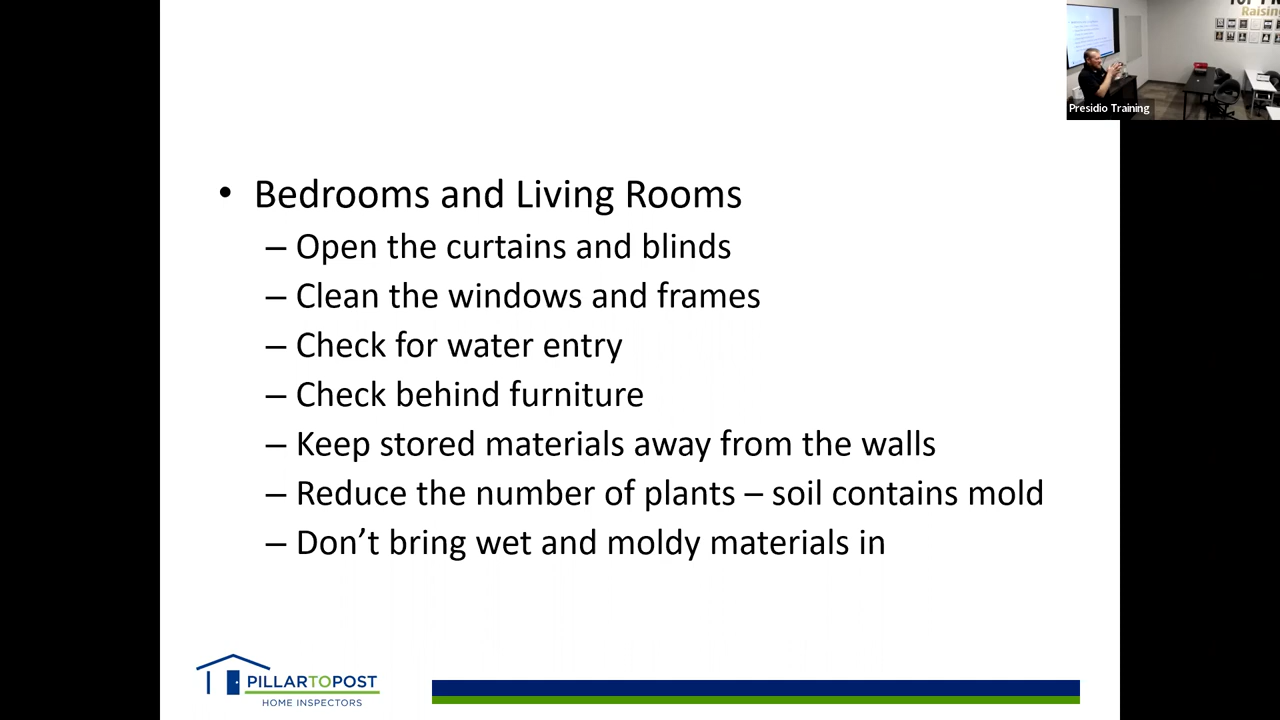 Raising
Presidio Training
• Bedrooms and Living Rooms
– Open the curtains and blinds
– Clean the windows and frames
– Check for water entry
– Check behind furniture
– Keep stored materials away from the walls
– Reduce the number of plants – soil contains mold
– Don’t bring wet and moldy materials in
PILLARTOPOST
HOME INSPECTORS